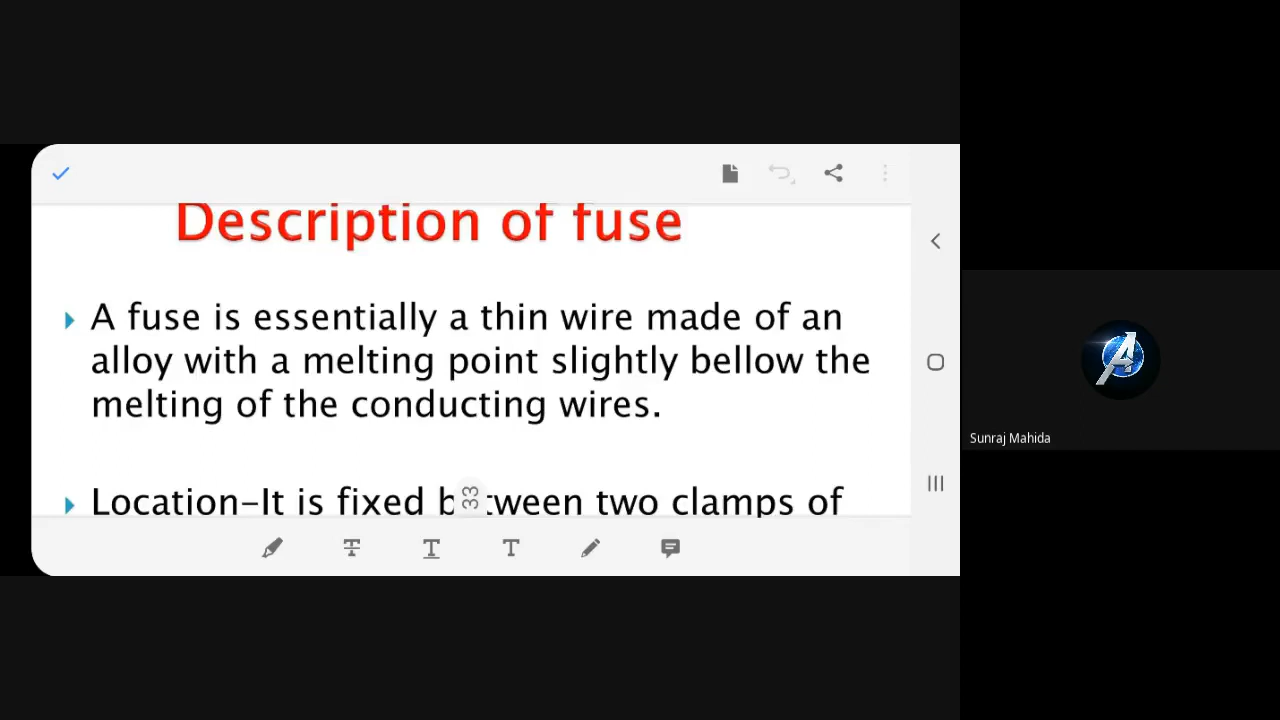 Description of fuse
A fuse is essentially a thin wire made of an
alloy with a melting point slightly bellow the
melting of the conducting wires.
Location-It is fixed between two clamps of
33
Sunraj Mahida